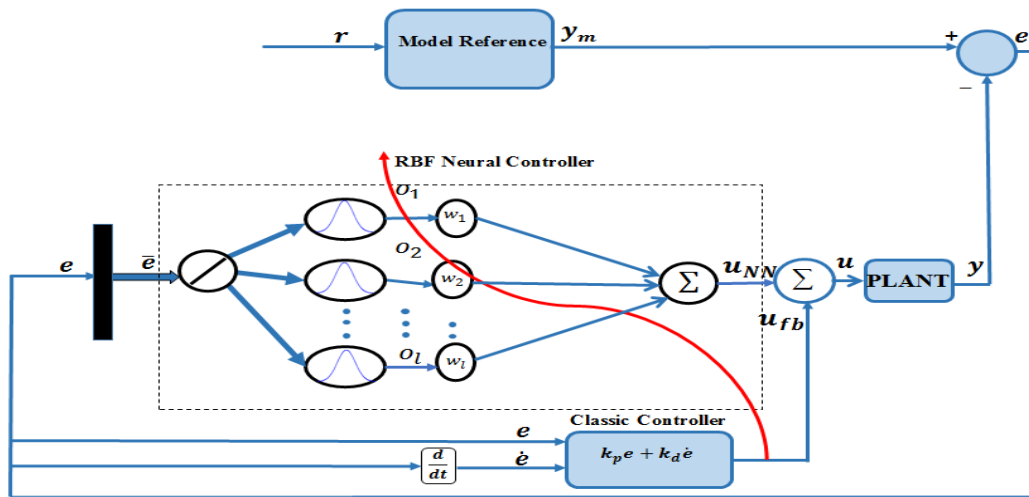 r
Model Reference
y_m
+
e
−
RBF Neural Controller
O_1
w_1
e
ē
O_2
w_2
Σ
u_NN
Σ
u
PLANT
y
u_fb
O_l
w_l
Classic Controller
e
k_p e + k_d ė
d/dt
ė